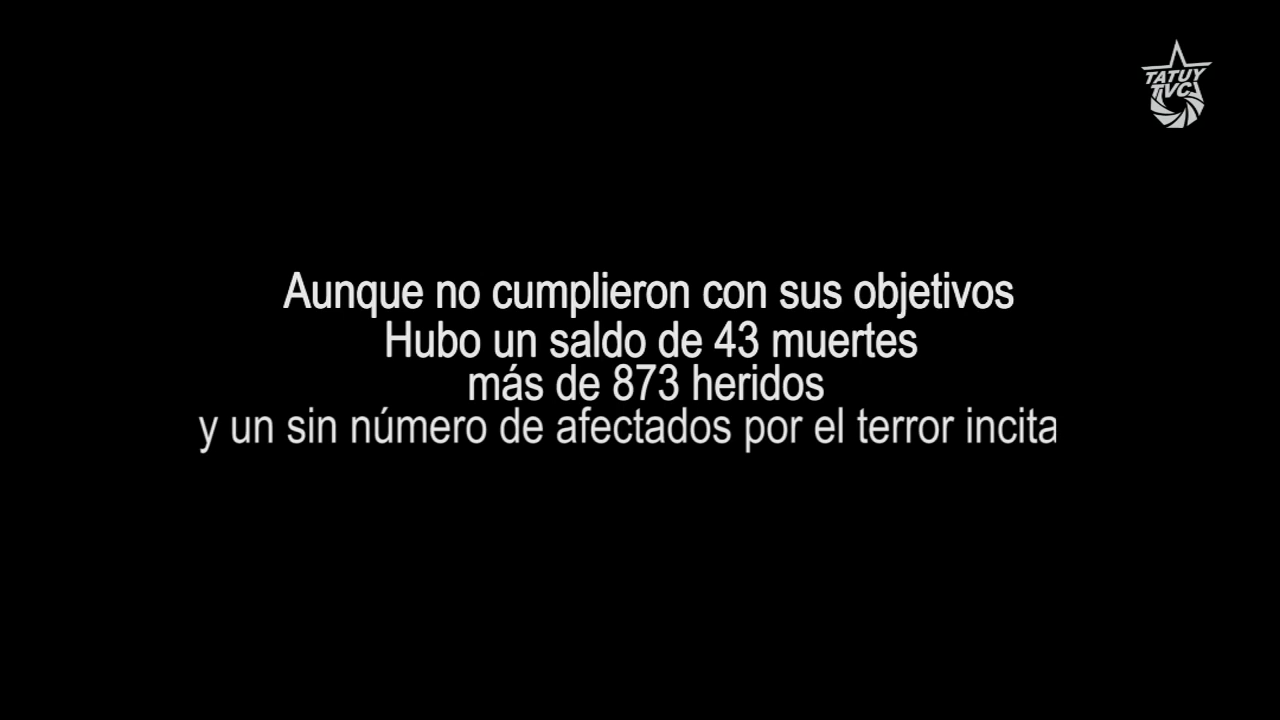 TATUY
TVC
Aunque no cumplieron con sus objetivos
Hubo un saldo de 43 muertes
más de 873 heridos
y un sin número de afectados por el terror incita